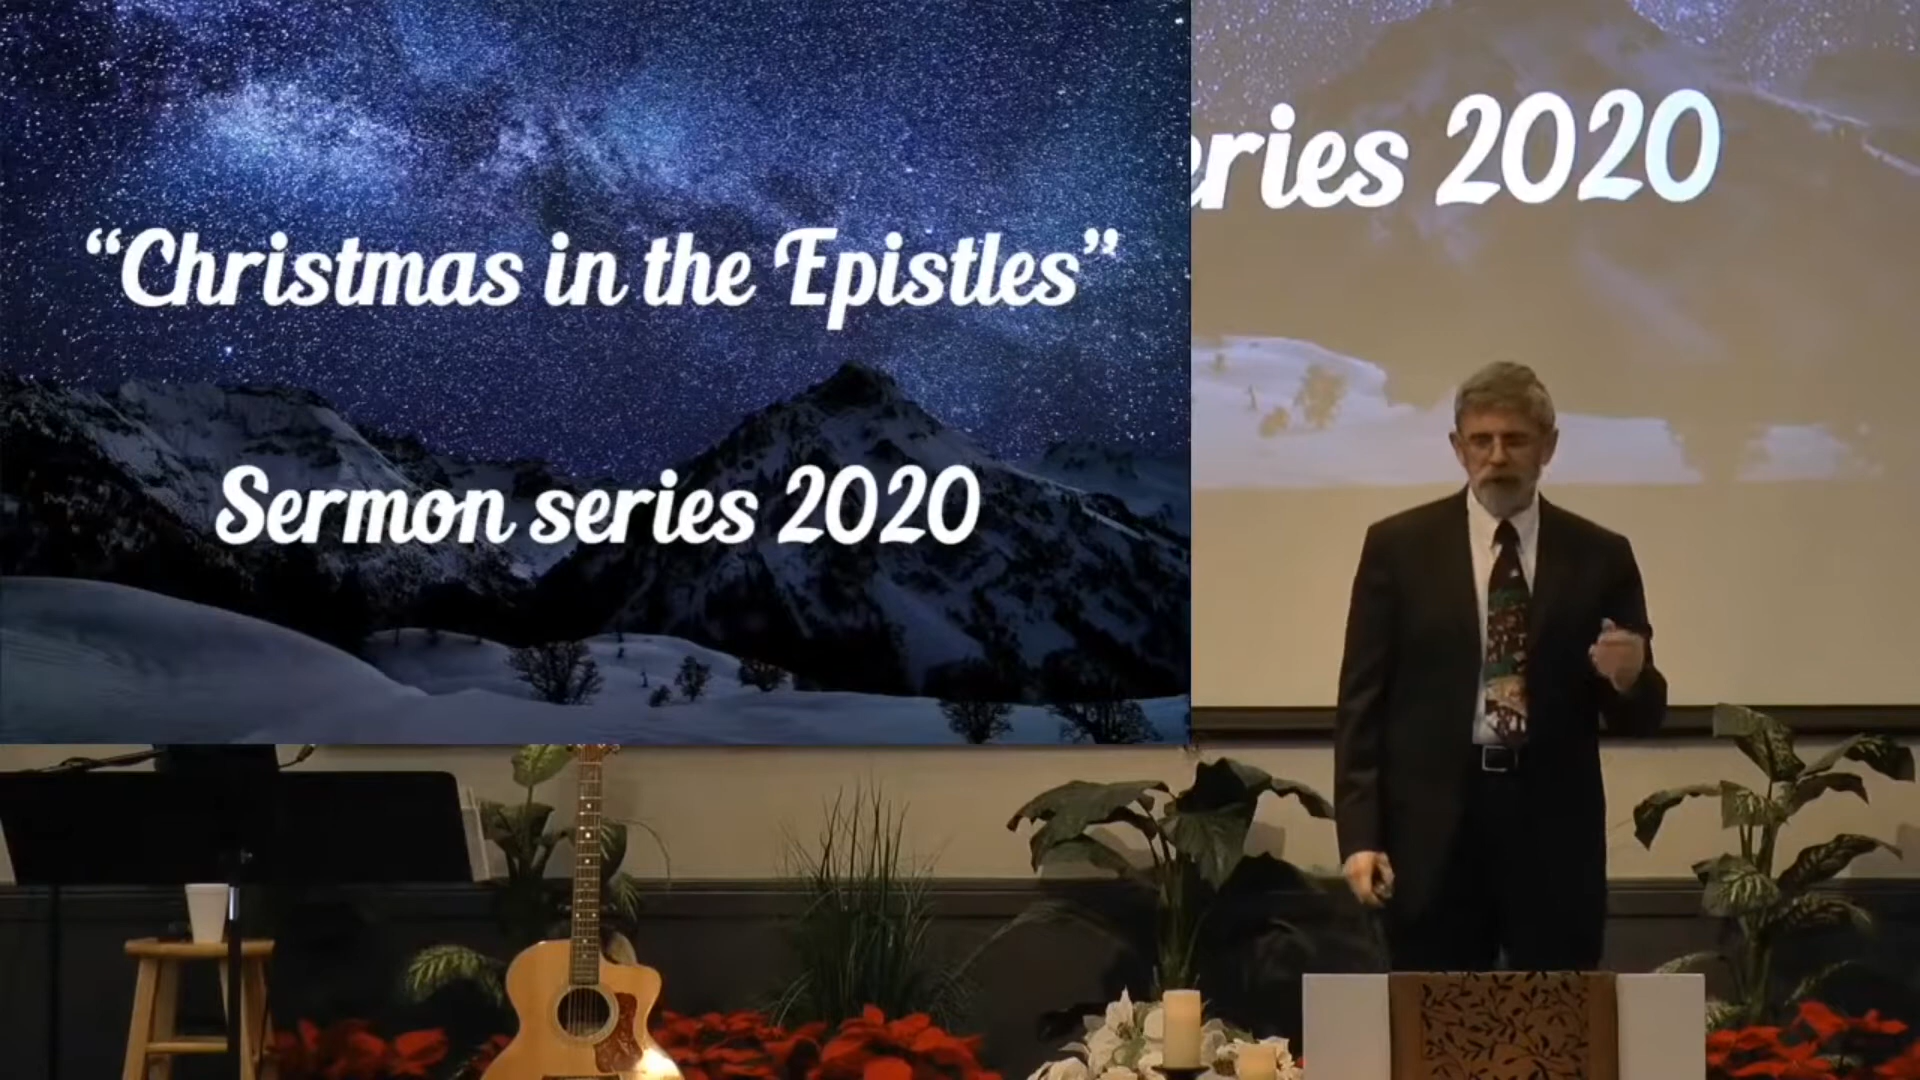 “Christmas in the Epistles”
Sermon series 2020
eries 2020